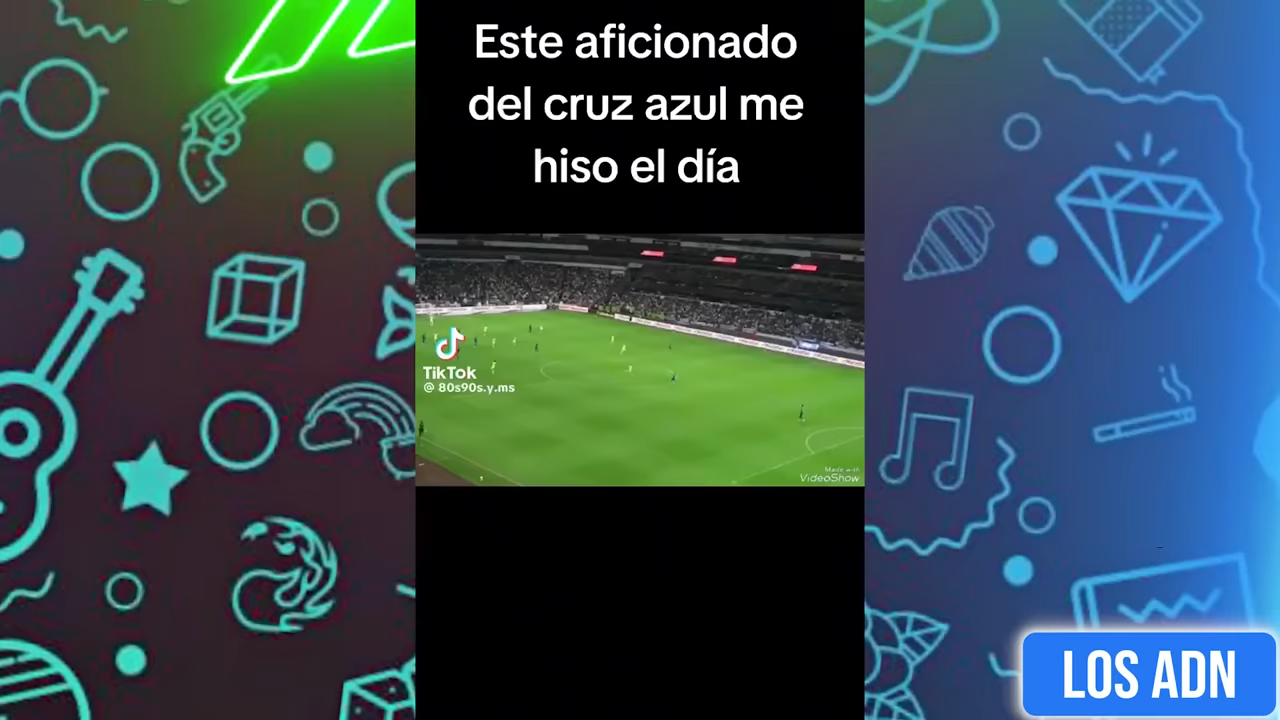 Este aficionado
del cruz azul me
hiso el día
TikTok
@ 80s90s.y.ms
Made with
VideoShow
LOS ADN